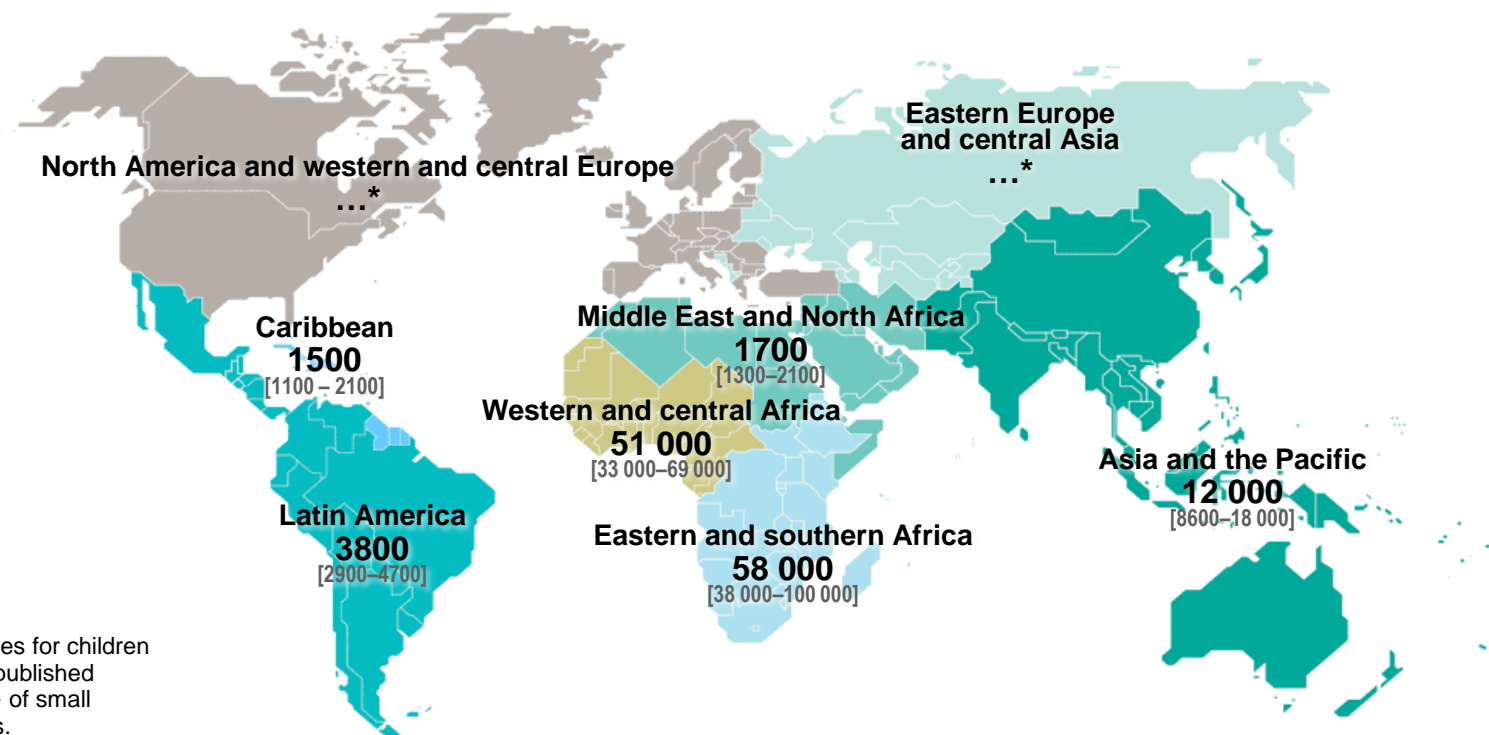 Eastern Europe
and central Asia
...*
North America and western and central Europe
...*
Middle East and North Africa
1700
[1300–2100]
Caribbean
1500
[1100 – 2100]
Western and central Africa
51 000
[33 000–69 000]
Asia and the Pacific
12 000
[8600–18 000]
Latin America
3800
[2900–4700]
Eastern and southern Africa
58 000
[38 000–100 000]
es for children
published
of small
s.